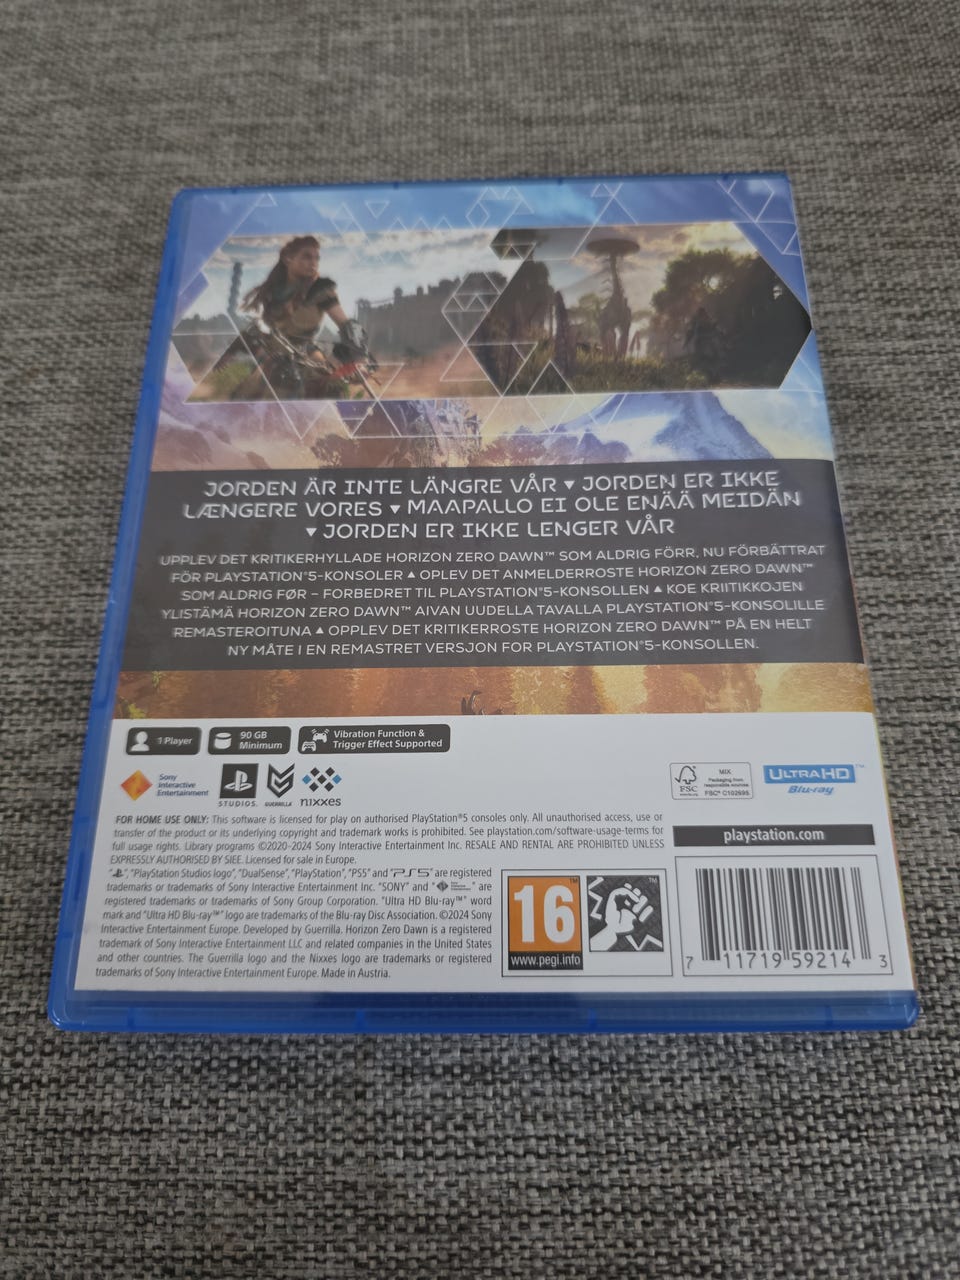 JORDEN ÄR INTE LÄNGRE VÅR ▼ JORDEN ER IKKE
LÆNGERE VORES ▼ MAAPALLO EI OLE ENÄÄ MEIDÄN
▼ JORDEN ER IKKE LENGER VÅR
UPPLEV DET KRITIKERHYLLADE HORIZON ZERO DAWN™ SOM ALDRIG FÖRR, NU FÖRBÄTTRAT
FÖR PLAYSTATION®5-KONSOLER ▲ OPLEV DET ANMELDERROSTE HORIZON ZERO DAWN™
SOM ALDRIG FØR – FORBEDRET TIL PLAYSTATION®5-KONSOLLEN ▲ KOE KRIITIKKOJEN
YLISTÄMÄ HORIZON ZERO DAWN™ AIVAN UUDELLA TAVALLA PLAYSTATION®5-KONSOLILLE
REMASTEROITUNA ▲ OPPLEV DET KRITIKERROSTE HORIZON ZERO DAWN™ PÅ EN HELT
NY MÅTE I EN REMASTRET VERSJON FOR PLAYSTATION®5-KONSOLLEN.
1 Player
90 GB
Minimum
Vibration Function &
Trigger Effect Supported
Sony
Interactive
Entertainment
STUDIOS.
GUERRILLA
nixxes
FSC
MIX
Packaging from
responsible sources
FSC® C102695
ULTRA HD™
Blu-ray
playstation.com
FOR HOME USE ONLY: This software is licensed for play on authorised PlayStation®5 consoles only. All unauthorised access, use or
transfer of the product or its underlying copyright and trademark works is prohibited. See playstation.com/software-usage-terms for
full usage rights. Library programs ©2020-2024 Sony Interactive Entertainment Inc. RESALE AND RENTAL ARE PROHIBITED UNLESS
EXPRESSLY AUTHORISED BY SIEE. Licensed for sale in Europe.
" ", "PlayStation Studios logo", "DualSense", "PlayStation", "PS5" and "PS5" are registered
trademarks or trademarks of Sony Interactive Entertainment Inc. "SONY" and " " are
registered trademarks or trademarks of Sony Group Corporation. "Ultra HD Blu-ray™" word
mark and "Ultra HD Blu-ray™" logo are trademarks of the Blu-ray Disc Association. ©2024 Sony
Interactive Entertainment Europe. Developed by Guerrilla. Horizon Zero Dawn is a registered
trademark of Sony Interactive Entertainment LLC and related companies in the United States
and other countries. The Guerrilla logo and the Nixxes logo are trademarks or registered
trademarks of Sony Interactive Entertainment Europe. Made in Austria.
16™
www.pegi.info
™
7 11719 59214 3